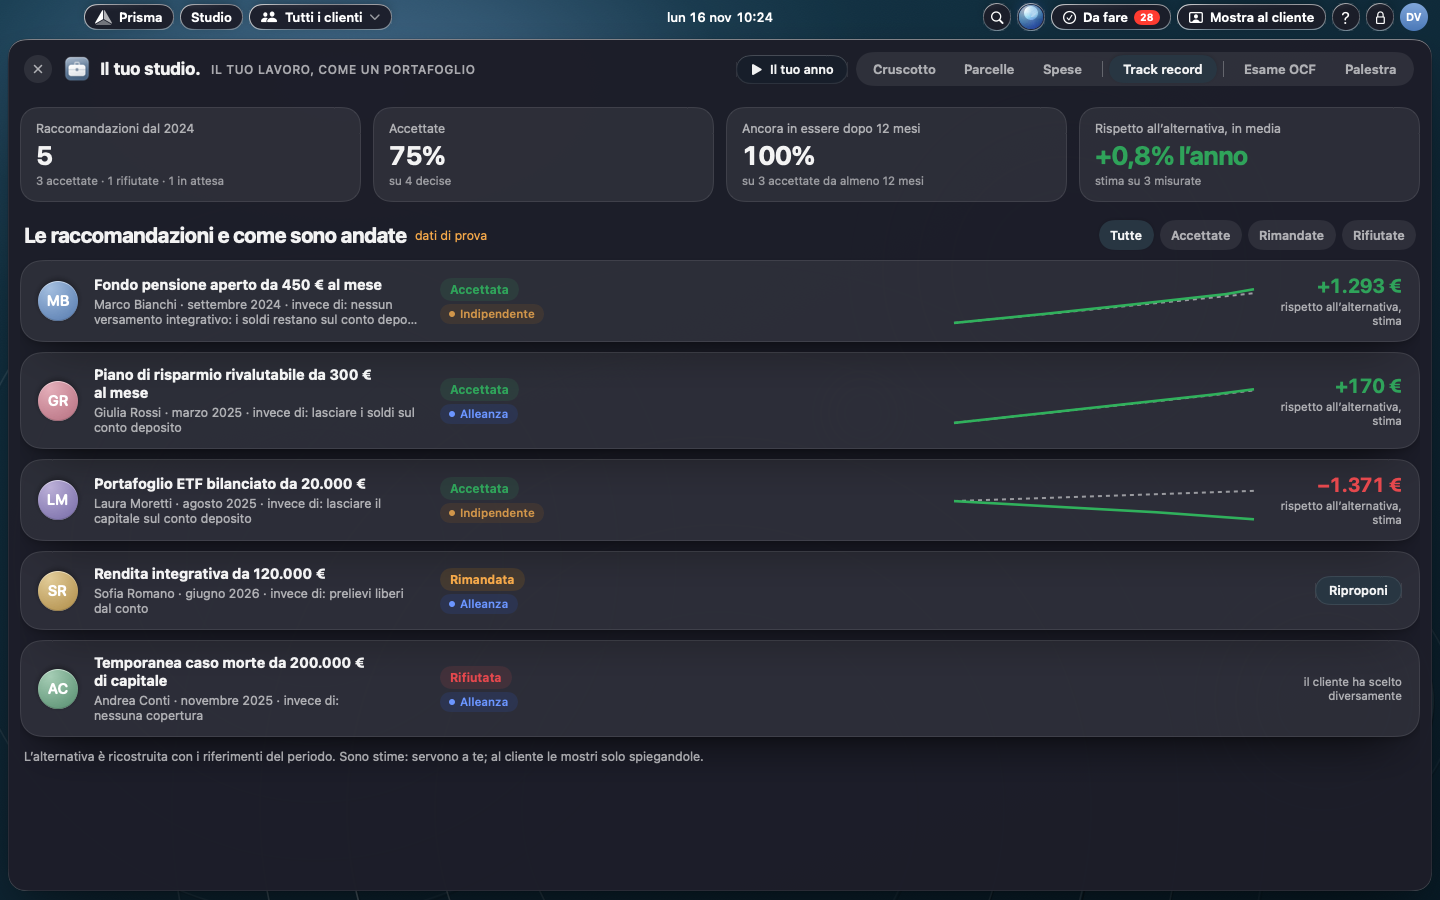 Prisma
Studio
Tutti i clienti
lun 16 nov 10:24
Da fare 28
Mostra al cliente
?
DV
Il tuo studio.
IL TUO LAVORO, COME UN PORTAFOGLIO
Il tuo anno
Cruscotto
Parcelle
Spese
Track record
Esame OCF
Palestra
Raccomandazioni dal 2024
5
3 accettate · 1 rifiutate · 1 in attesa
Accettate
75%
su 4 decise
Ancora in essere dopo 12 mesi
100%
su 3 accettate da almeno 12 mesi
Rispetto all’alternativa, in media
+0,8% l’anno
stima su 3 misurate
Le raccomandazioni e come sono andate
dati di prova
Tutte
Accettate
Rimandate
Rifiutate
MB
Fondo pensione aperto da 450 € al mese
Marco Bianchi · settembre 2024 · invece di: nessun
versamento integrativo: i soldi restano sul conto depo...
Accettata
Indipendente
+1.293 €
rispetto all’alternativa,
stima
GR
Piano di risparmio rivalutabile da 300 €
al mese
Giulia Rossi · marzo 2025 · invece di: lasciare i soldi sul
conto deposito
Accettata
Alleanza
+170 €
rispetto all’alternativa,
stima
LM
Portafoglio ETF bilanciato da 20.000 €
Laura Moretti · agosto 2025 · invece di: lasciare il
capitale sul conto deposito
Accettata
Indipendente
−1.371 €
rispetto all’alternativa,
stima
SR
Rendita integrativa da 120.000 €
Sofia Romano · giugno 2026 · invece di: prelievi liberi
dal conto
Rimandata
Alleanza
Riproponi
AC
Temporanea caso morte da 200.000 €
di capitale
Andrea Conti · novembre 2025 · invece di:
nessuna copertura
Rifiutata
Alleanza
il cliente ha scelto
diversamente
L’alternativa è ricostruita con i riferimenti del periodo. Sono stime: servono a te; al cliente le mostri solo spiegandole.